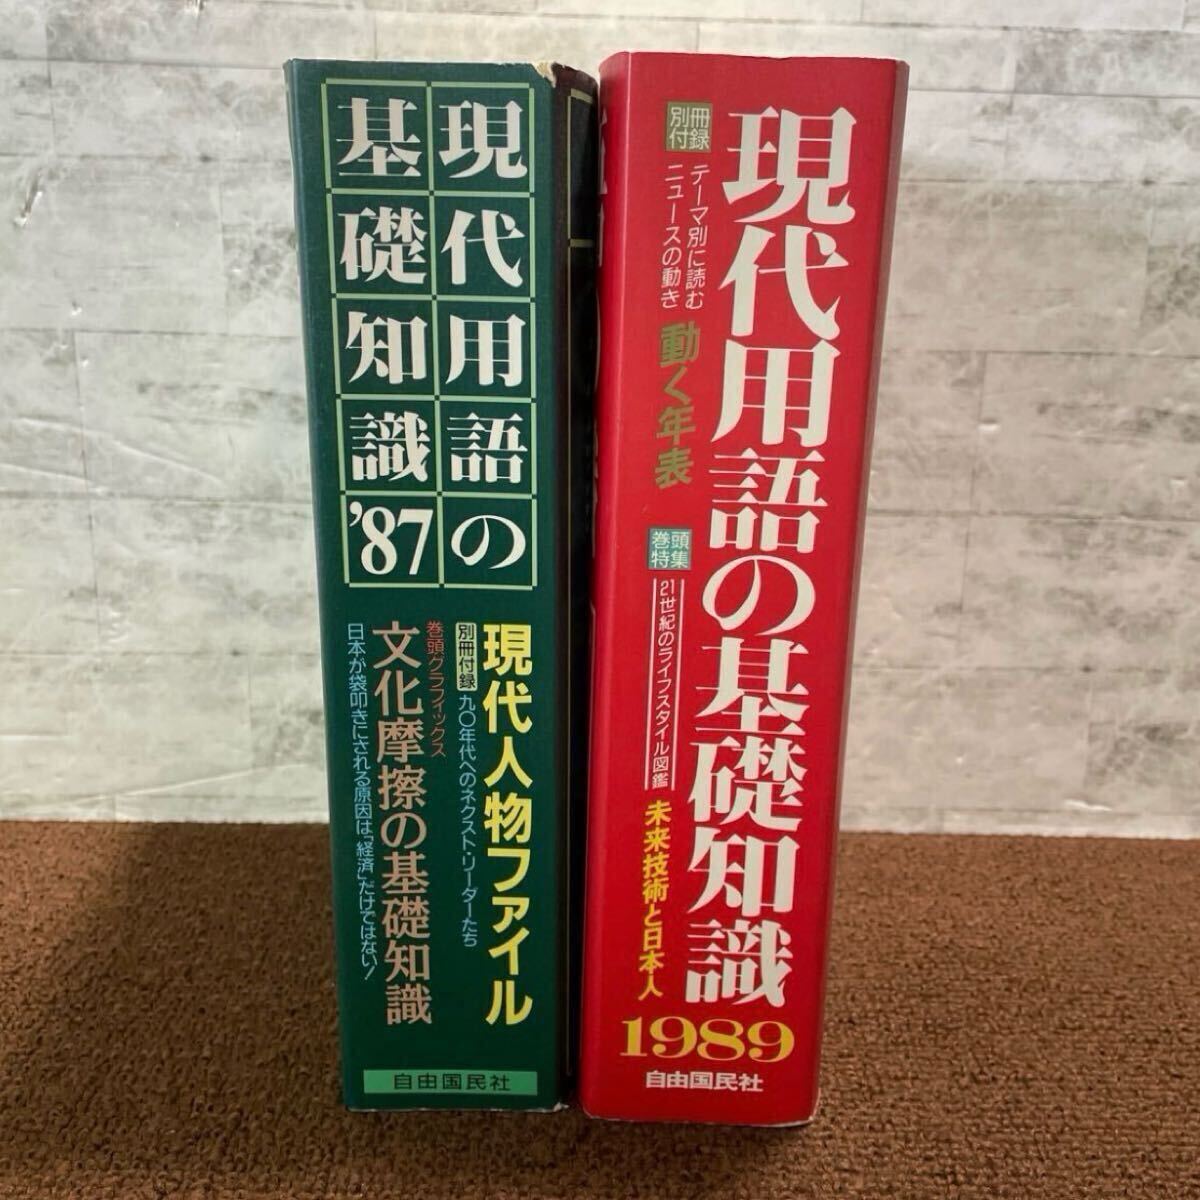 現代用語の
基礎知識'87
現代人物ファイル
別冊付録 九〇年代へのネクスト・リーダーたち
巻頭グラフィックス
文化摩擦の基礎知識
日本が袋叩きにされる原因は「経済」だけではない!
自由国民社
現代用語の基礎知識
1989
別冊
付録
テーマ別に読む
ニュースの動き
動く年表
巻頭
特集
21世紀のライフスタイル図鑑
未来技術と日本人
自由国民社